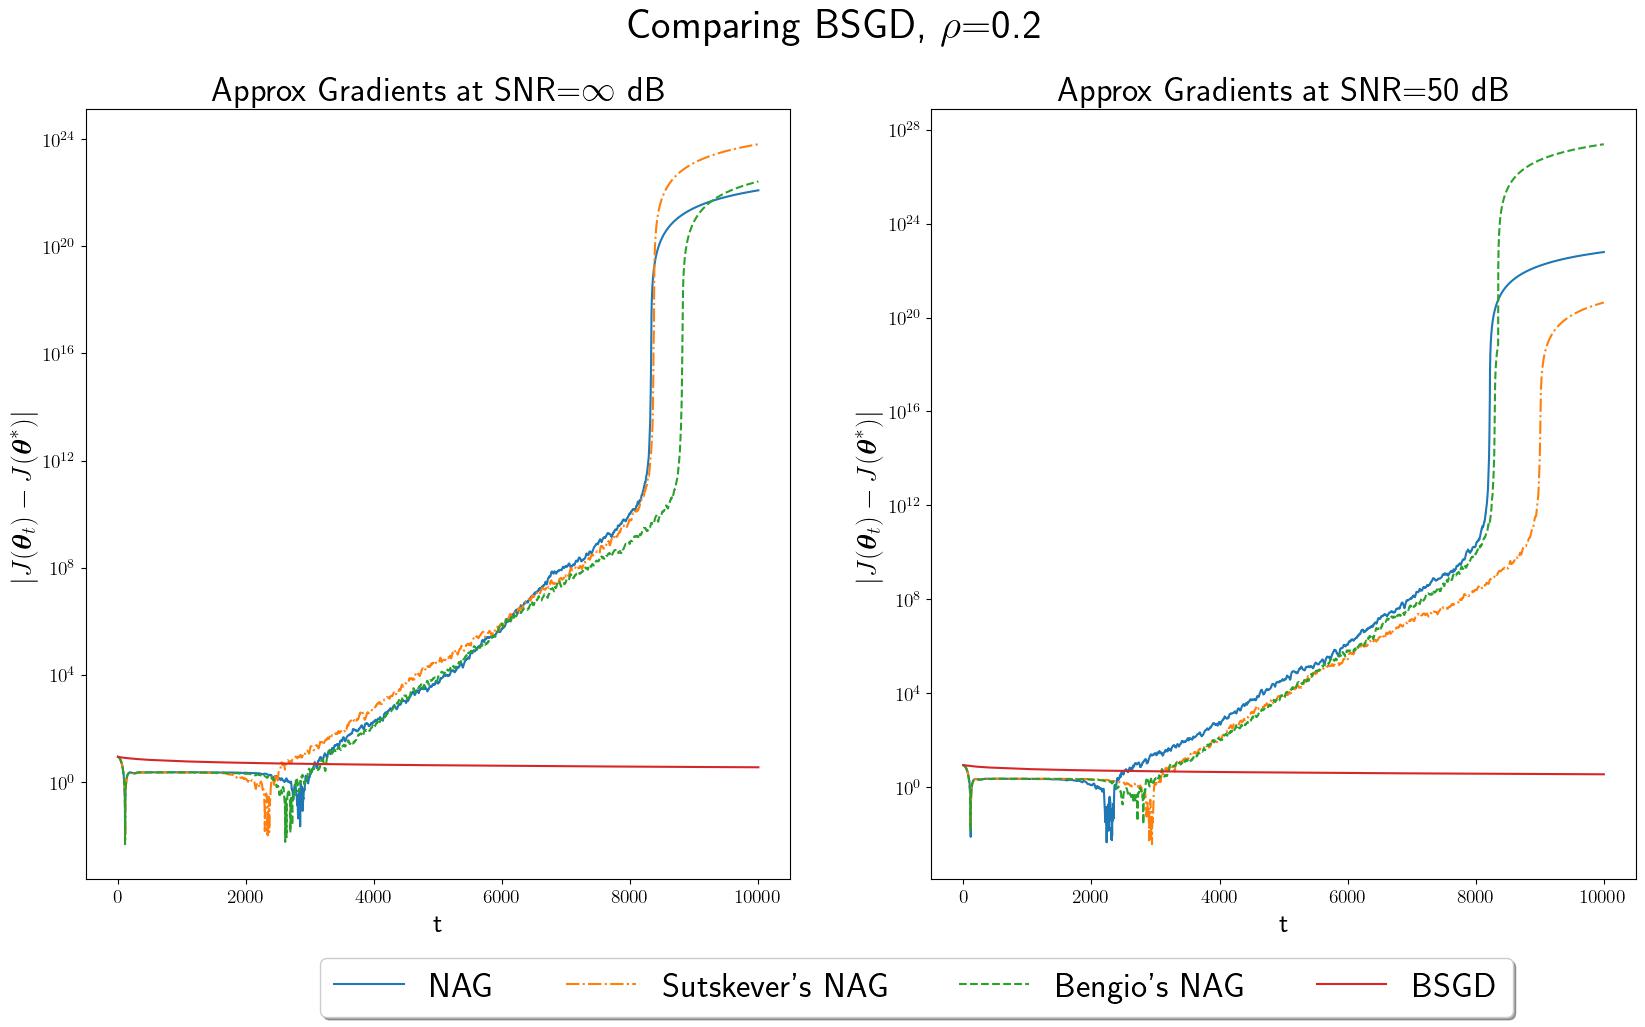 Comparing BSGD, ρ=0.2
Approx Gradients at SNR=∞ dB
|J(θ_t) − J(θ*)|
10^24
10^20
10^16
10^12
10^8
10^4
10^0
0 2000 4000 6000 8000 10000
t
Approx Gradients at SNR=50 dB
|J(θ_t) − J(θ*)|
10^28
10^24
10^20
10^16
10^12
10^8
10^4
10^0
0 2000 4000 6000 8000 10000
t
NAG Sutskever's NAG Bengio's NAG BSGD